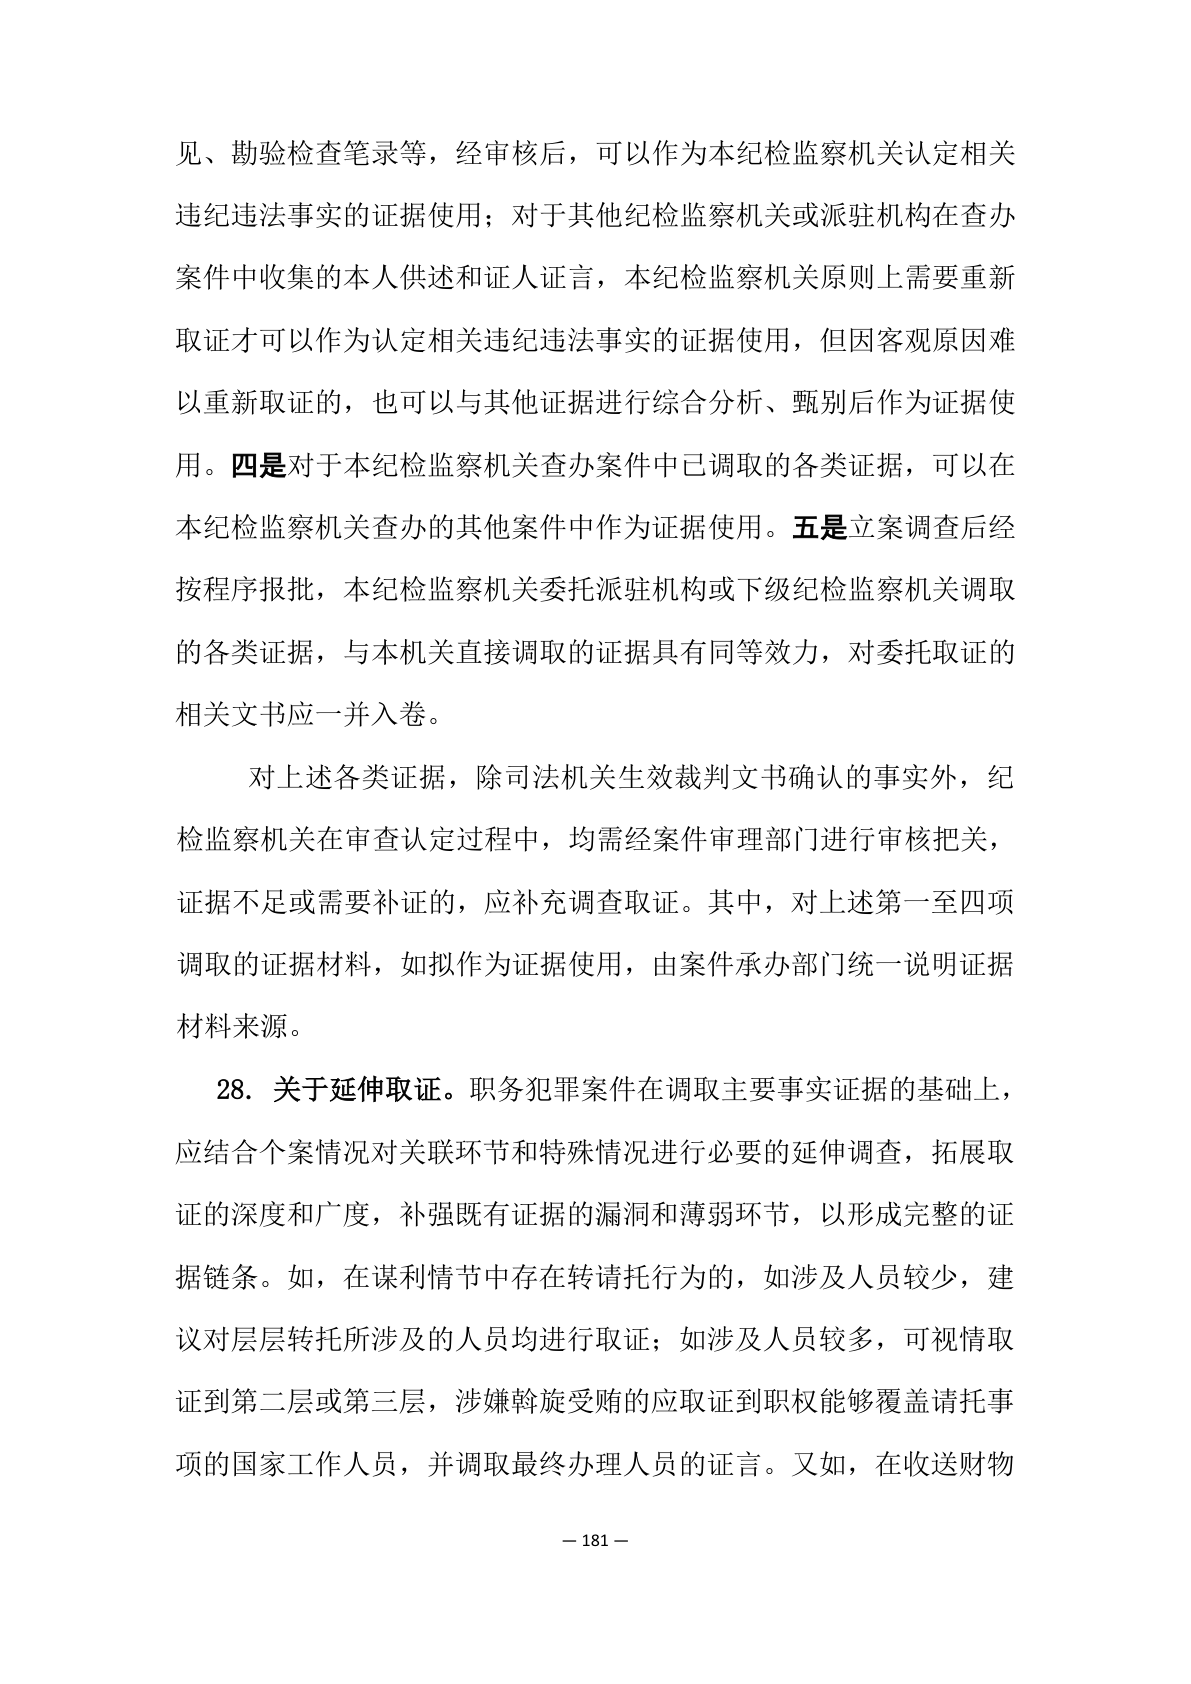 见、勘验检查笔录等，经审核后，可以作为本纪检监察机关认定相关
违纪违法事实的证据使用；对于其他纪检监察机关或派驻机构在查办
案件中收集的本人供述和证人证言，本纪检监察机关原则上需要重新
取证才可以作为认定相关违纪违法事实的证据使用，但因客观原因难
以重新取证的，也可以与其他证据进行综合分析、甄别后作为证据使
用。四是对于本纪检监察机关查办案件中已调取的各类证据，可以在
本纪检监察机关查办的其他案件中作为证据使用。五是立案调查后经
按程序报批，本纪检监察机关委托派驻机构或下级纪检监察机关调取
的各类证据，与本机关直接调取的证据具有同等效力，对委托取证的
相关文书应一并入卷。
对上述各类证据，除司法机关生效裁判文书确认的事实外，纪
检监察机关在审查认定过程中，均需经案件审理部门进行审核把关，
证据不足或需要补证的，应补充调查取证。其中，对上述第一至四项
调取的证据材料，如拟作为证据使用，由案件承办部门统一说明证据
材料来源。
28. 关于延伸取证。职务犯罪案件在调取主要事实证据的基础上，
应结合个案情况对关联环节和特殊情况进行必要的延伸调查，拓展取
证的深度和广度，补强既有证据的漏洞和薄弱环节，以形成完整的证
据链条。如，在谋利情节中存在转请托行为的，如涉及人员较少，建
议对层层转托所涉及的人员均进行取证；如涉及人员较多，可视情取
证到第二层或第三层，涉嫌斡旋受贿的应取证到职权能够覆盖请托事
项的国家工作人员，并调取最终办理人员的证言。又如，在收送财物
— 181 —